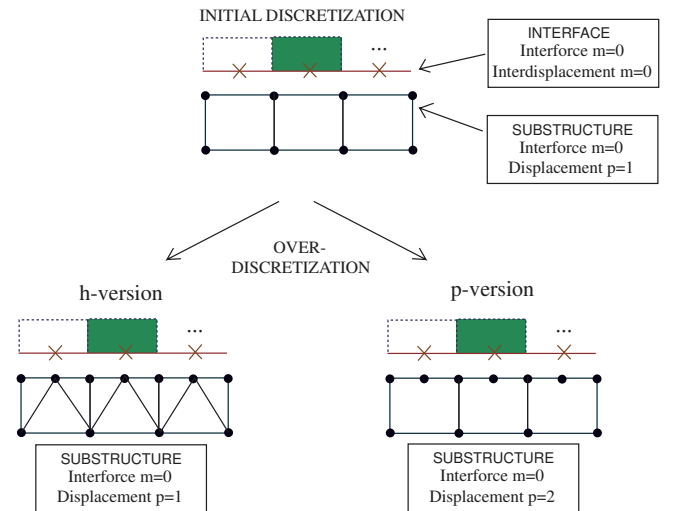 INITIAL DISCRETIZATION
...
INTERFACE
Interforce m=0
Interdisplacement m=0
SUBSTRUCTURE
Interforce m=0
Displacement p=1
OVER-
DISCRETIZATION
h-version
p-version
...
...
SUBSTRUCTURE
Interforce m=0
Displacement p=1
SUBSTRUCTURE
Interforce m=0
Displacement p=2